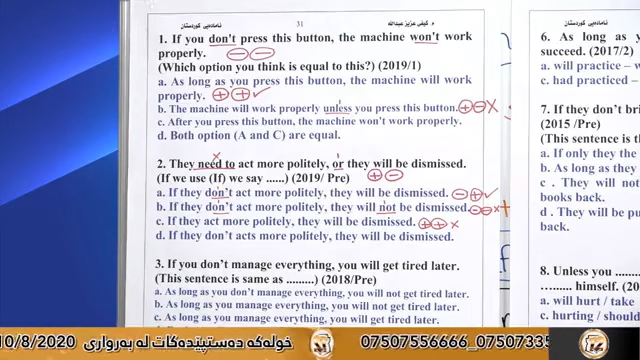 ئامادەیی کوردستان
31
م. کیفی عزیز عبدالله
1. If you don't press this button, the machine won't work
properly.
(Which option you think is equal to this?) (2019/1)
a. As long as you press this button, the machine will work
properly.
b. The machine will work properly unless you press this button.
c. After you press this button, the machine won't work properly.
d. Both option (A and C) are equal.
2. They need to act more politely, or they will be dismissed.
(If we use (If) we say ......) (2019/ Pre)
a. If they don't act more politely, they will be dismissed.
b. If they don't act more politely, they will not be dismissed.
c. If they act more politely, they will be dismissed.
d. If they don't acts more politely, they will be dismissed.
3. If you don't manage everything, you will get tired later.
(This sentence is same as .........) (2018/Pre)
a. As long as you don't manage everything, you will not get tired later.
b. As long as you manage everything, you will not get tired later.
c. As long as you manage everything, you will get tired later.
ئامادەیی کوردستان
6. As long as y
succeed. (2017/2)
a. will practice – w
c. had practiced –
7. If they don't bri
(2015 /Pre)
(This sentence is th
a. If only they the
b. As long as they
c . They will not
books back.
d . They will be pu
back.
8. Unless you
......... himself. (20
a. will hurt / take
c. hurting / should
10/8/2020 خولەکە دەستپێدەکات لە بەرواری
07507556666_07507335